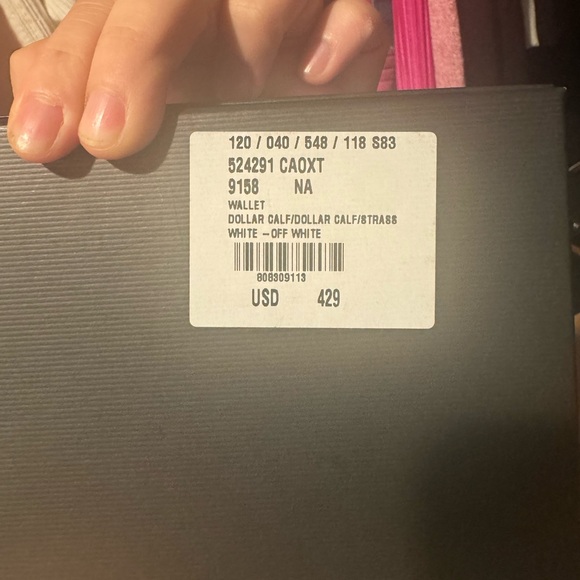 120 / 040 / 548 / 118 S83
524291 CAOXT
9158 NA
WALLET
DOLLAR CALF/DOLLAR CALF/STRASS
WHITE -OFF WHITE
808309113
USD 429